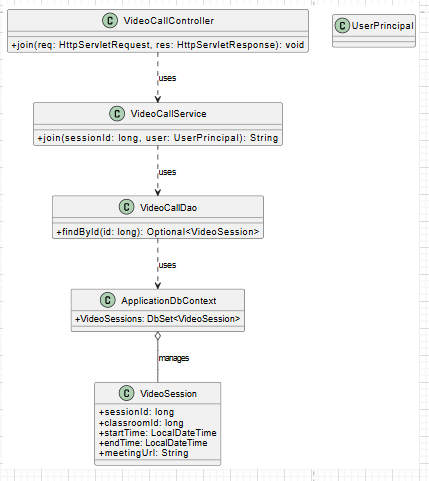 C VideoCallController
+join(req: HttpServletRequest, res: HttpServletResponse): void
C UserPrincipal
uses
C VideoCallService
+join(sessionId: long, user: UserPrincipal): String
uses
C VideoCallDao
+findById(id: long): Optional<VideoSession>
uses
C ApplicationDbContext
+VideoSessions: DbSet<VideoSession>
manages
C VideoSession
+sessionId: long
+classroomId: long
+startTime: LocalDateTime
+endTime: LocalDateTime
+meetingUrl: String